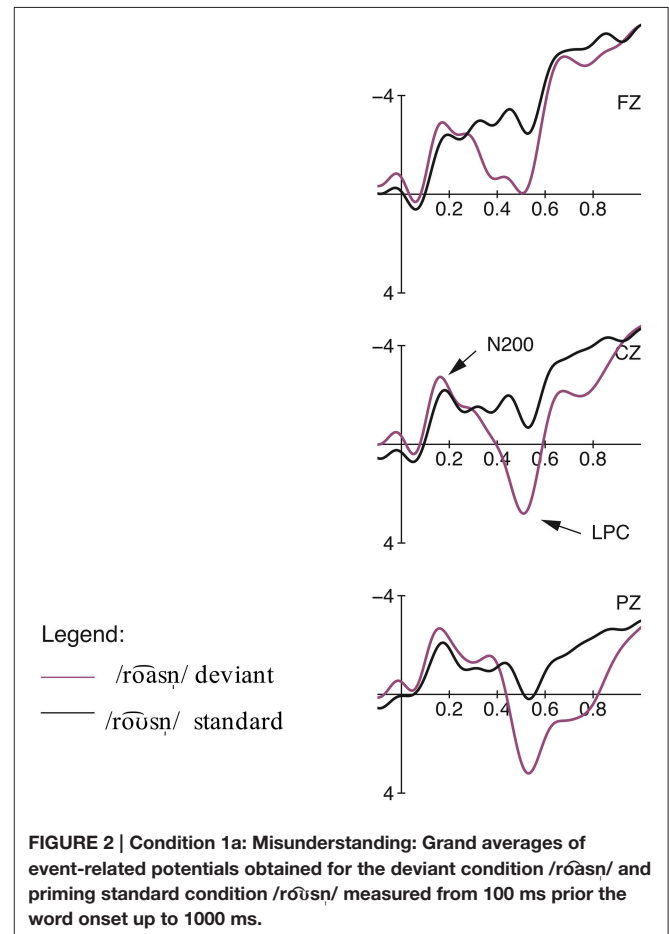 −4
FZ
0.2 0.4 0.6 0.8
4
−4
N200
CZ
0.2 0.4 0.6 0.8
4
LPC
−4
PZ
0.2 0.4 0.6 0.8
4
Legend:
/ro͡asn̩/ deviant
/ro͡ʊsn̩/ standard
FIGURE 2 | Condition 1a: Misunderstanding: Grand averages of
event-related potentials obtained for the deviant condition /ro͡asn̩/ and
priming standard condition /ro͡ʊsn̩/ measured from 100 ms prior the
word onset up to 1000 ms.